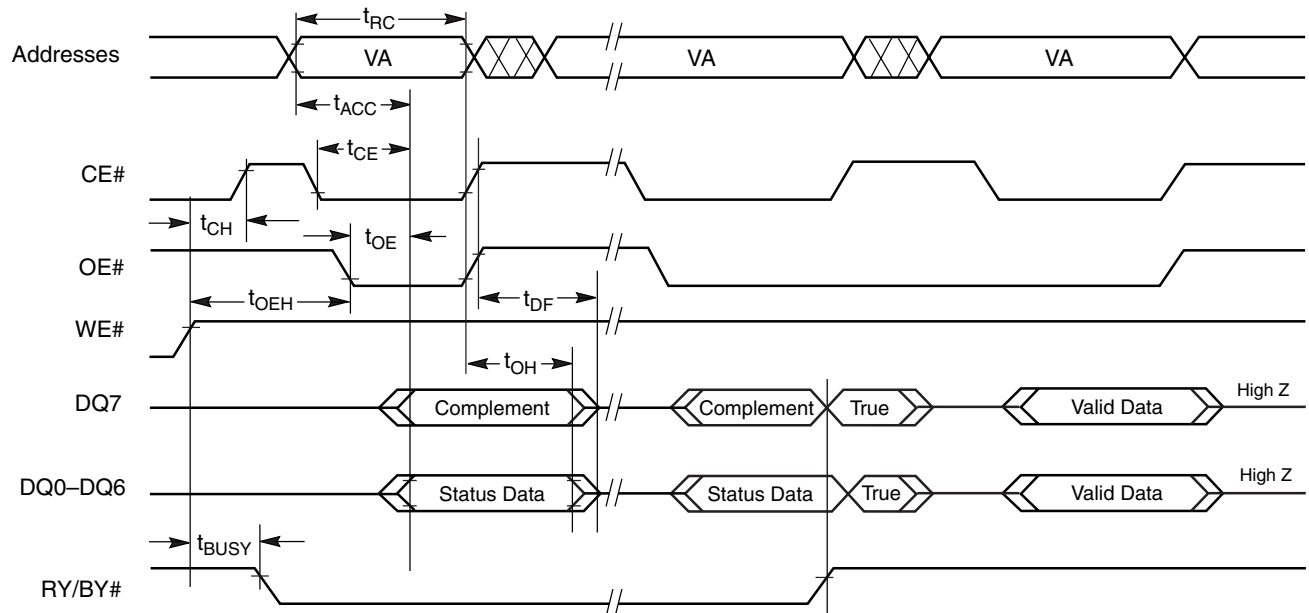 tRC
Addresses VA VA VA
tACC
tCE
CE#
tCH tOE
OE#
tOEH tDF
WE#
tOH
DQ7 Complement Complement True Valid Data High Z
DQ0–DQ6 Status Data Status Data True Valid Data High Z
tBUSY
RY/BY#